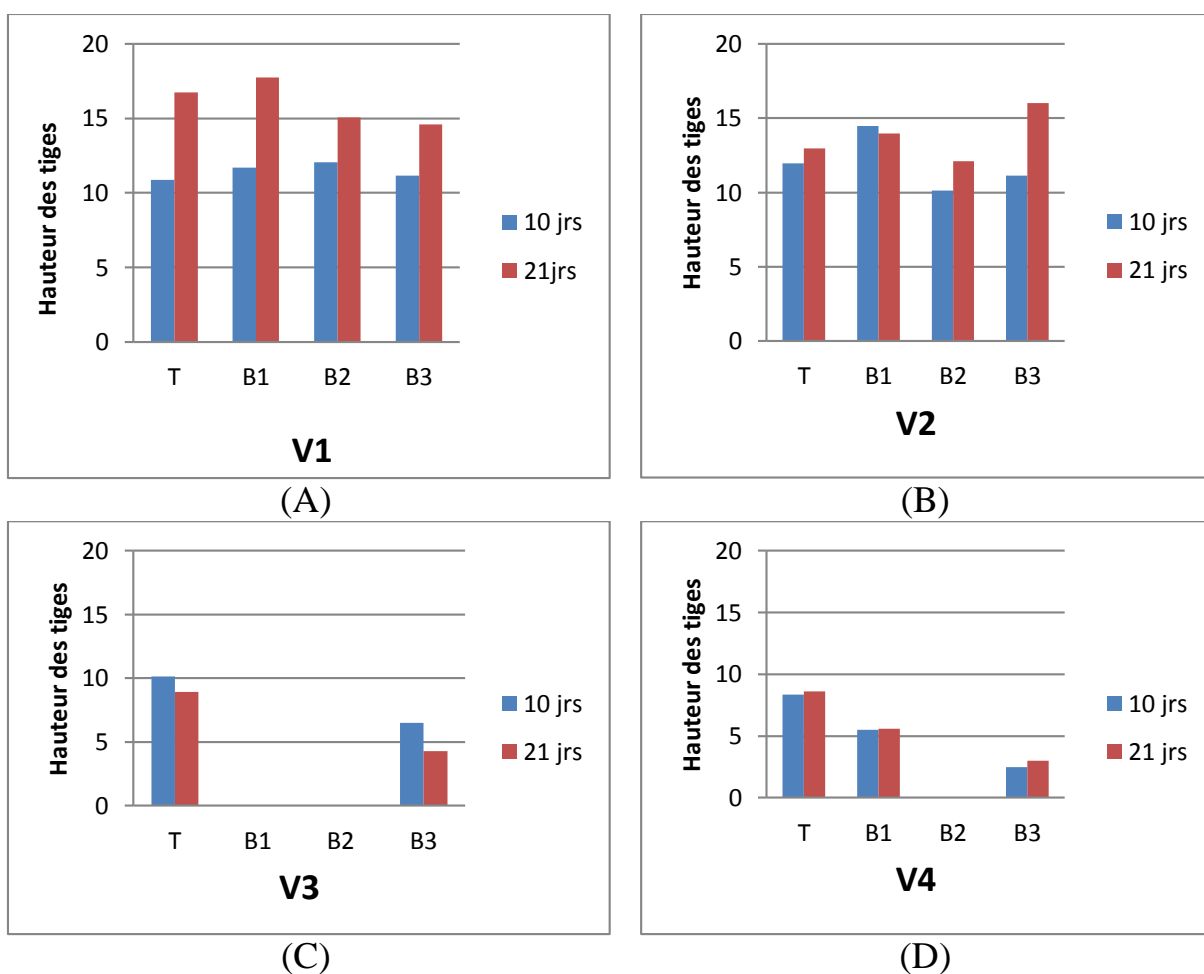 20
15
10
5
0
Hauteur des tiges
T B1 B2 B3
10 jrs
21jrs
V1
(A)
20
15
10
5
0
Hauteur des tiges
T B1 B2 B3
10 jrs
21 jrs
V2
(B)
20
15
10
5
0
Hauteur des tiges
T B1 B2 B3
10 jrs
21 jrs
V3
(C)
20
15
10
5
0
Hauteur des tiges
T B1 B2 B3
10 jrs
21 jrs
V4
(D)